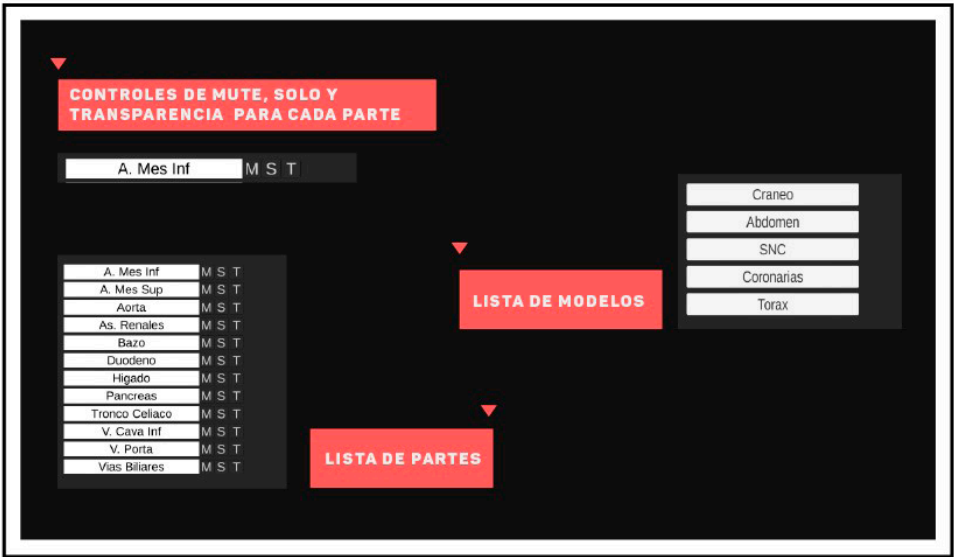 CONTROLES DE MUTE, SOLO Y
TRANSPARENCIA PARA CADA PARTE
A. Mes Inf M S T
A. Mes Inf M S T
A. Mes Sup M S T
Aorta M S T
As. Renales M S T
Bazo M S T
Duodeno M S T
Higado M S T
Pancreas M S T
Tronco Celiaco M S T
V. Cava Inf M S T
V. Porta M S T
Vias Biliares M S T
LISTA DE PARTES
LISTA DE MODELOS
Craneo
Abdomen
SNC
Coronarias
Torax